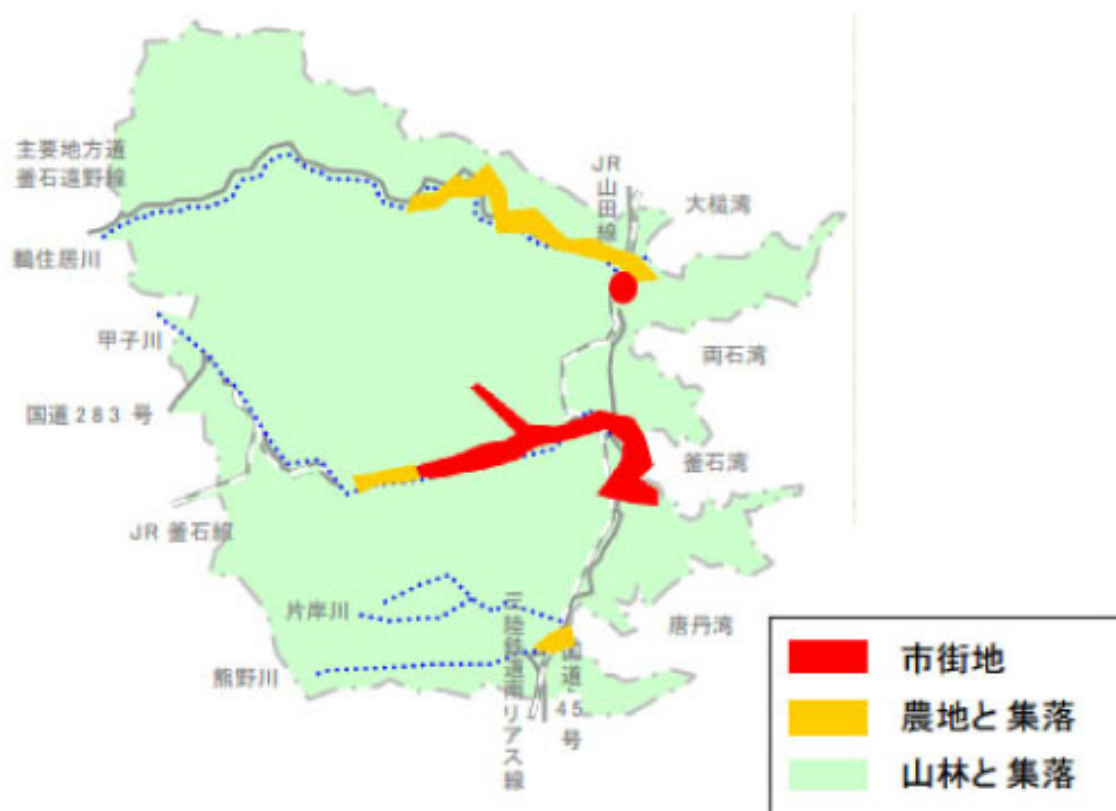 主要地方道
釜石遠野線
鵜住居川
JR山田線
大槌湾
甲子川
両石湾
国道283 号
釜石湾
JR 釜石線
片岸川
唐丹湾
熊野川
三陸鉄道南リアス線
国道45号
市街地
農地と集落
山林と集落